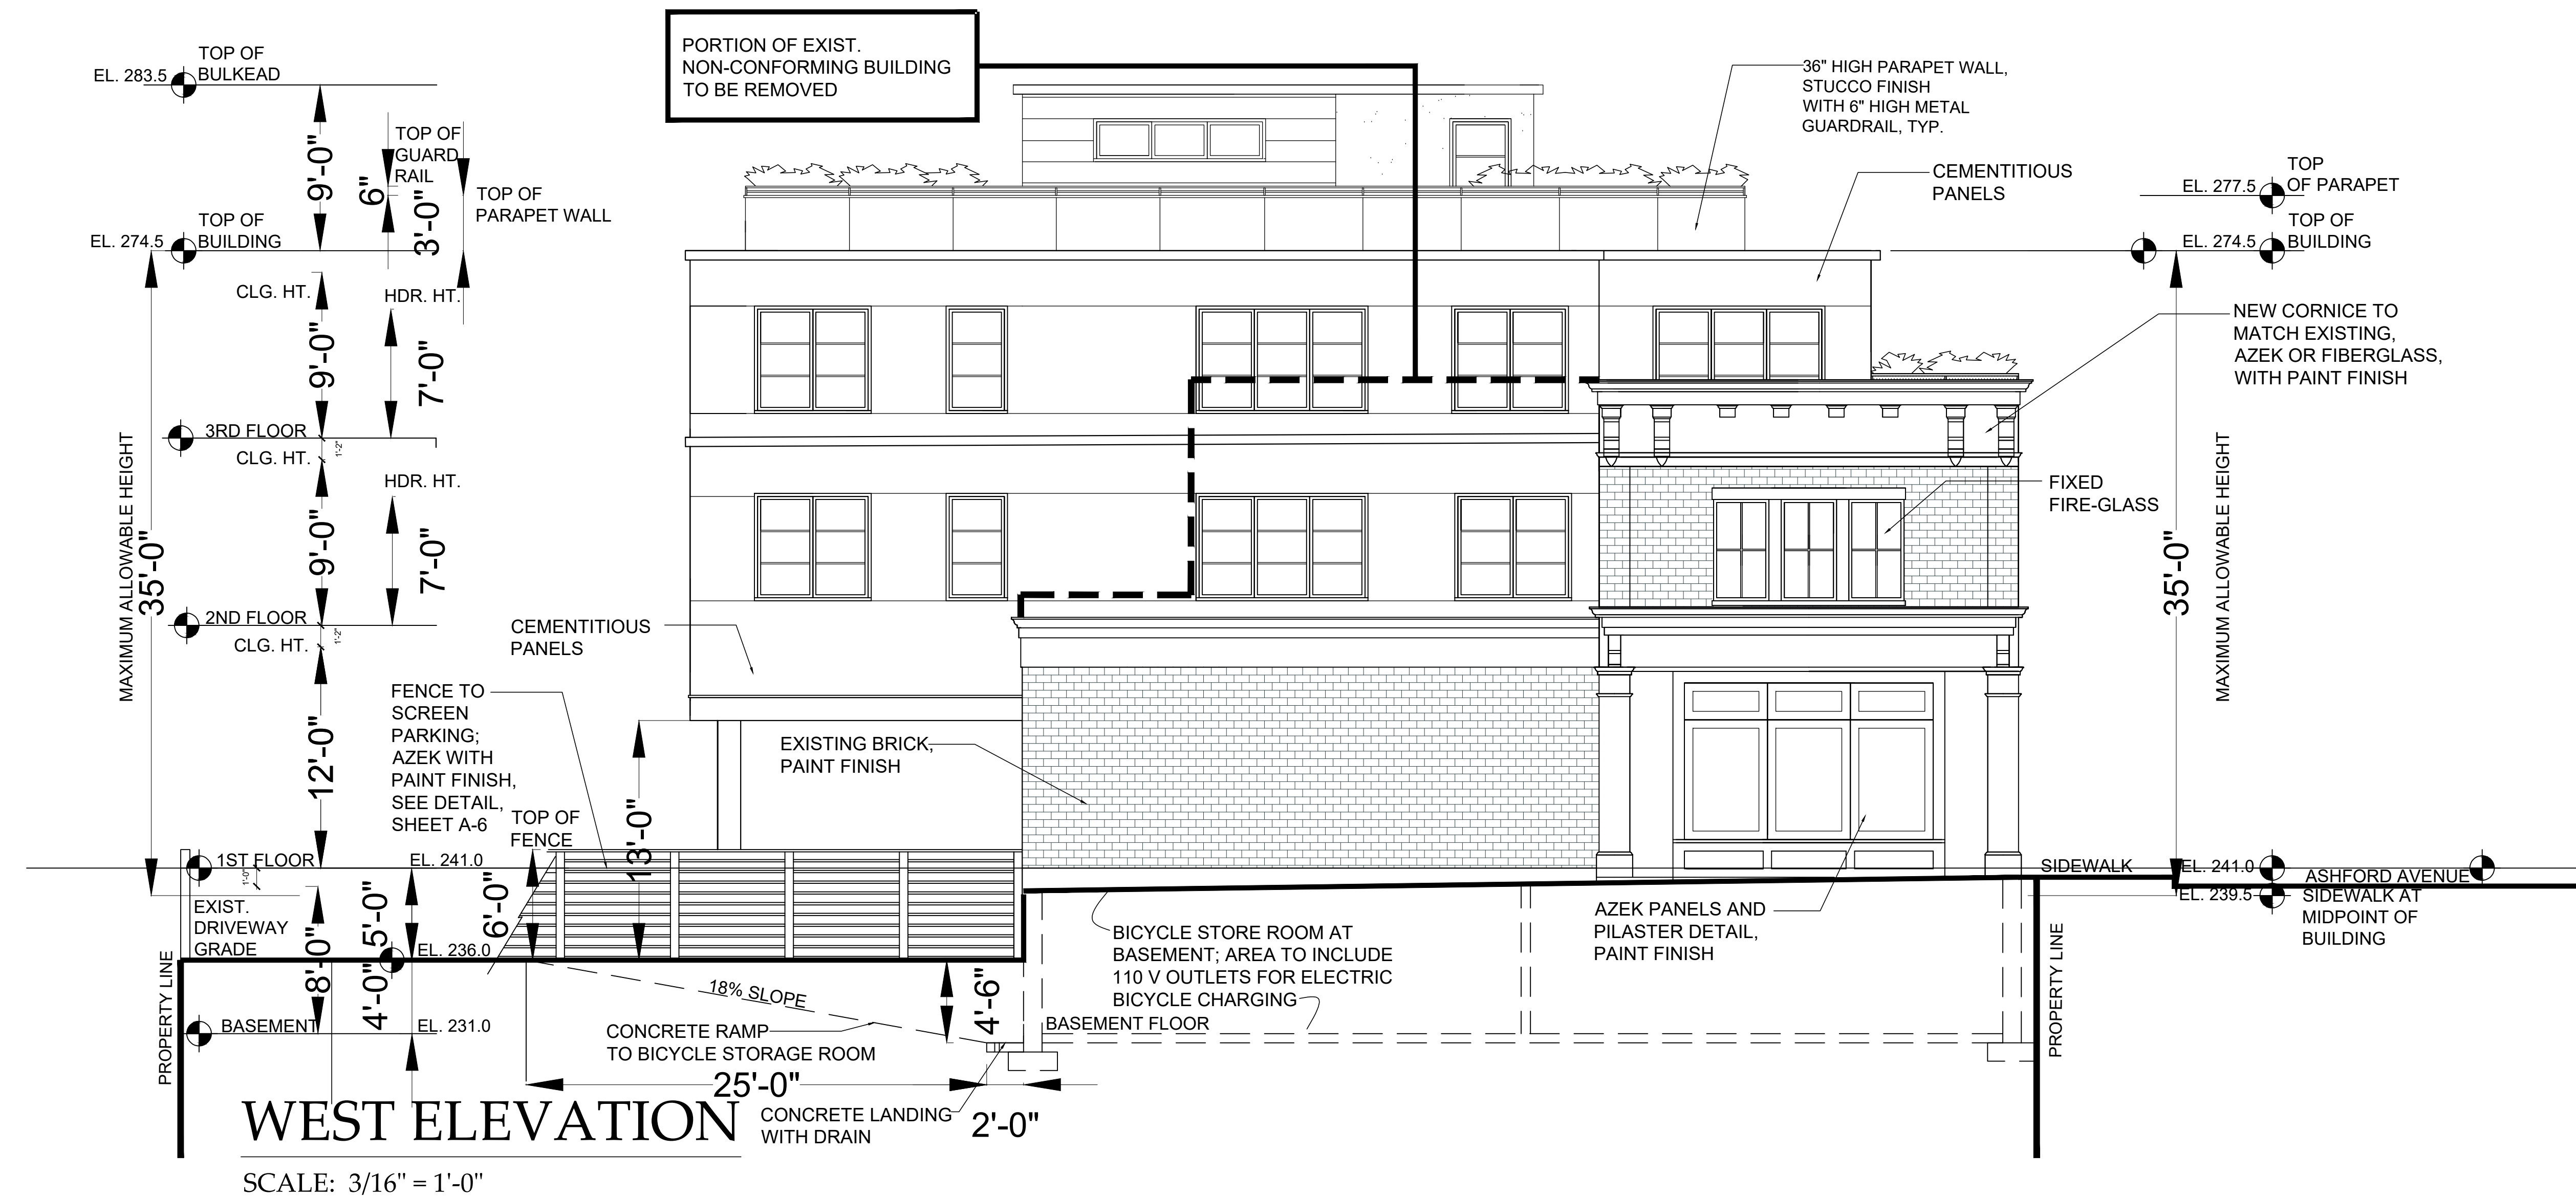 PORTION OF EXIST.
NON-CONFORMING BUILDING
TO BE REMOVED
EL. 283.5
TOP OF
BULKEAD
9'-0"
TOP OF
GUARD
RAIL
6"
3'-0"
TOP OF
PARAPET WALL
EL. 274.5
TOP OF
BUILDING
CLG. HT.
HDR. HT.
9'-0"
7'-0"
3RD FLOOR
CLG. HT.
1'-2"
HDR. HT.
9'-0"
7'-0"
MAXIMUM ALLOWABLE HEIGHT
35'-0"
2ND FLOOR
CLG. HT.
1'-2"
12'-0"
CEMENTITIOUS
PANELS
FENCE TO
SCREEN
PARKING;
AZEK WITH
PAINT FINISH,
SEE DETAIL,
SHEET A-6
TOP OF
FENCE
13'-0"
6'-0"
EXISTING BRICK,
PAINT FINISH
1ST FLOOR
EL. 241.0
1'-0"
EXIST.
DRIVEWAY
GRADE
5'-0"
EL. 236.0
8'-0"
4'-0"
BASEMENT
EL. 231.0
PROPERTY LINE
18% SLOPE
CONCRETE RAMP
TO BICYCLE STORAGE ROOM
4'-6"
25'-0"
2'-0"
CONCRETE LANDING
WITH DRAIN
BASEMENT FLOOR
BICYCLE STORE ROOM AT
BASEMENT; AREA TO INCLUDE
110 V OUTLETS FOR ELECTRIC
BICYCLE CHARGING
AZEK PANELS AND
PILASTER DETAIL,
PAINT FINISH
36" HIGH PARAPET WALL,
STUCCO FINISH
WITH 6" HIGH METAL
GUARDRAIL, TYP.
CEMENTITIOUS
PANELS
EL. 277.5
TOP
OF PARAPET
EL. 274.5
TOP OF
BUILDING
NEW CORNICE TO
MATCH EXISTING,
AZEK OR FIBERGLASS,
WITH PAINT FINISH
FIXED
FIRE-GLASS
35'-0"
MAXIMUM ALLOWABLE HEIGHT
SIDEWALK
EL. 241.0
ASHFORD AVENUE
EL. 239.5
SIDEWALK AT
MIDPOINT OF
BUILDING
PROPERTY LINE
WEST ELEVATION
SCALE: 3/16" = 1'-0"